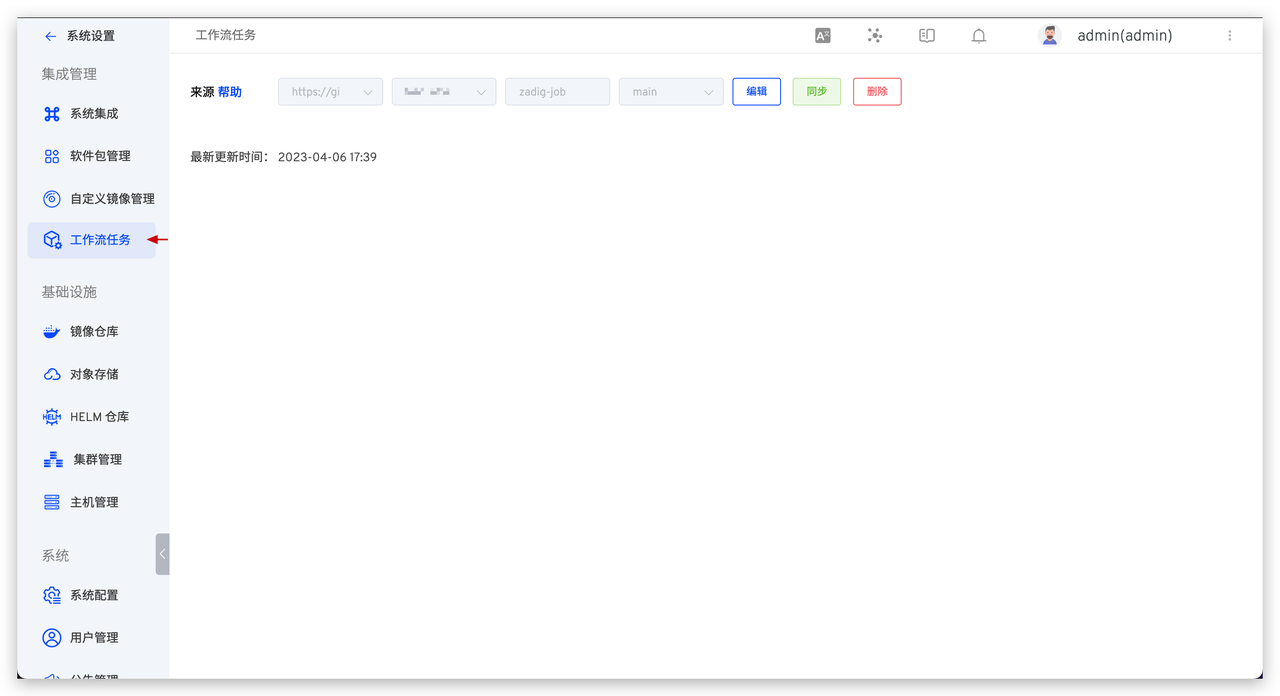 系统设置
工作流任务
admin(admin)
集成管理
系统集成
软件包管理
自定义镜像管理
工作流任务
基础设施
镜像仓库
对象存储
HELM 仓库
集群管理
主机管理
系统
系统配置
用户管理
公告管理
来源 帮助 https://gi zadig-job main 编辑 同步 删除
最新更新时间： 2023-04-06 17:39